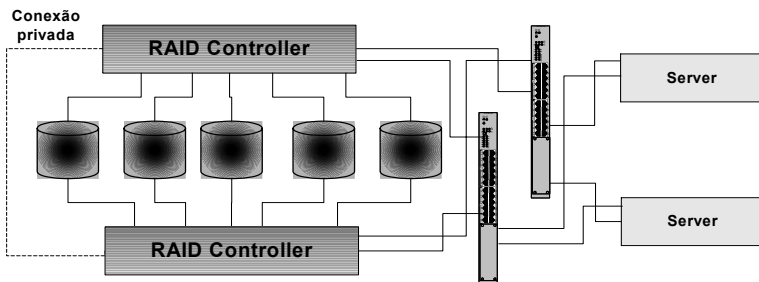 Conexão
privada
RAID Controller
Server
Server
RAID Controller